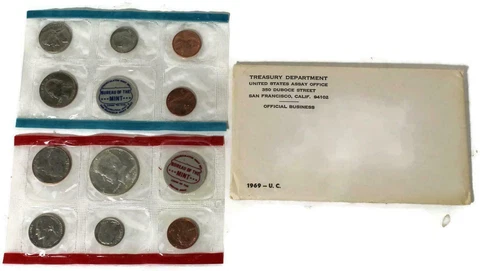 BUREAU OF THE
MINT
BUREAU OF THE
MINT
TREASURY DEPARTMENT
UNITED STATES ASSAY OFFICE
350 DUBOCE STREET
SAN FRANCISCO, CALIF. 94102
OFFICIAL BUSINESS
1969 - U. C.